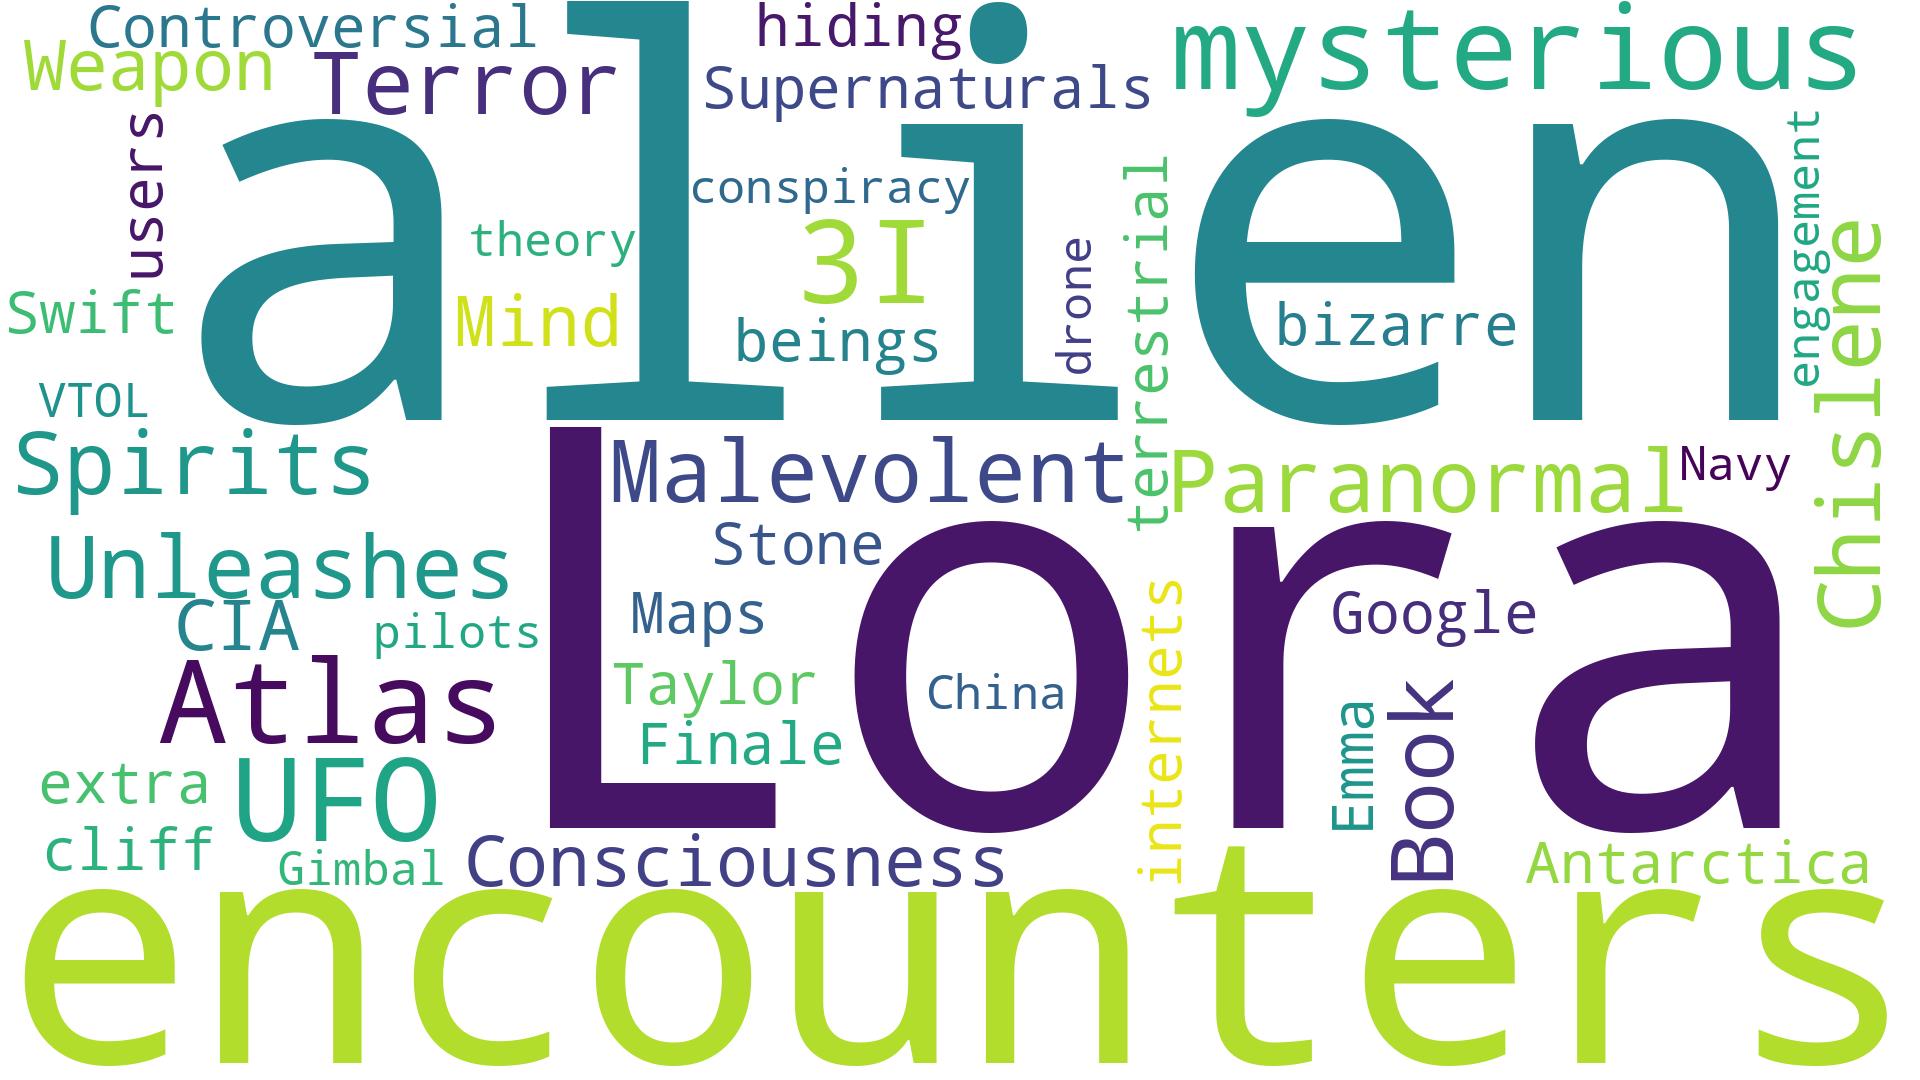 Controversial
hiding
mysterious
Weapon
Terror
Supernaturals
alien
users
conspiracy
engagement
theory
3I
drone
terrestrial
Chislene
Swift
Mind
beings
bizarre
VTOL
Spirits
Malevolent
Paranormal
Navy
Lora
Unleashes
Stone
CIA
pilots
Maps
Google
internets
Atlas
Taylor
China
Emma
Book
Finale
extra
UFO
cliff
Gimbal
Consciousness
Antarctica
encounters